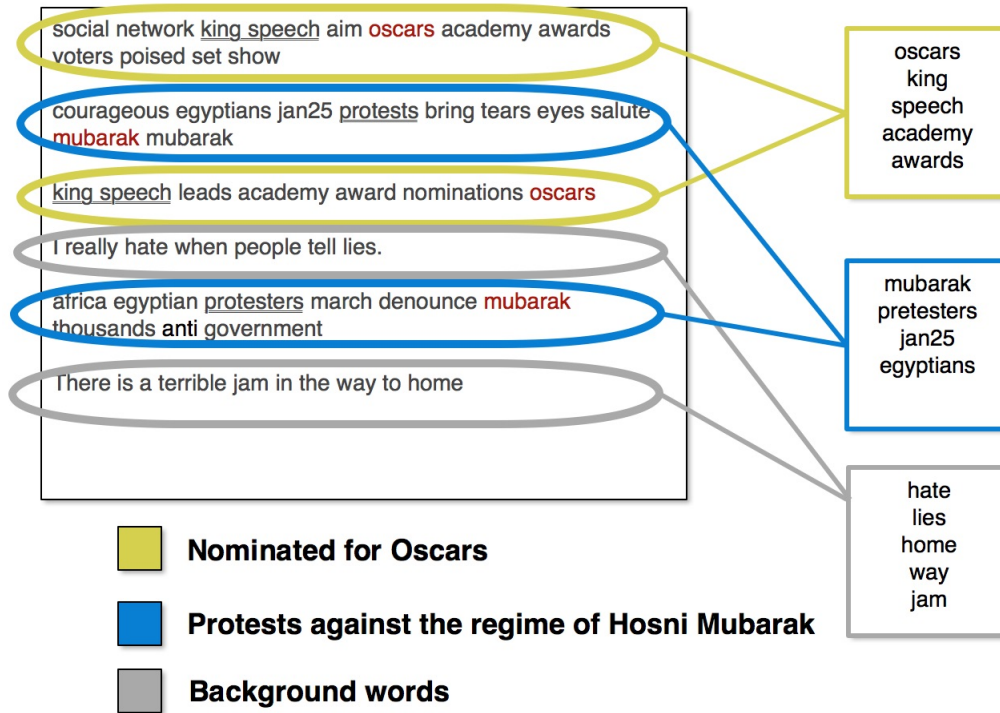 social network king speech aim oscars academy awards
voters poised set show
courageous egyptians jan25 protests bring tears eyes salute
mubarak mubarak
king speech leads academy award nominations oscars
I really hate when people tell lies.
africa egyptian protesters march denounce mubarak
thousands anti government
There is a terrible jam in the way to home
oscars
king
speech
academy
awards
mubarak
pretesters
jan25
egyptians
hate
lies
home
way
jam
Nominated for Oscars
Protests against the regime of Hosni Mubarak
Background words